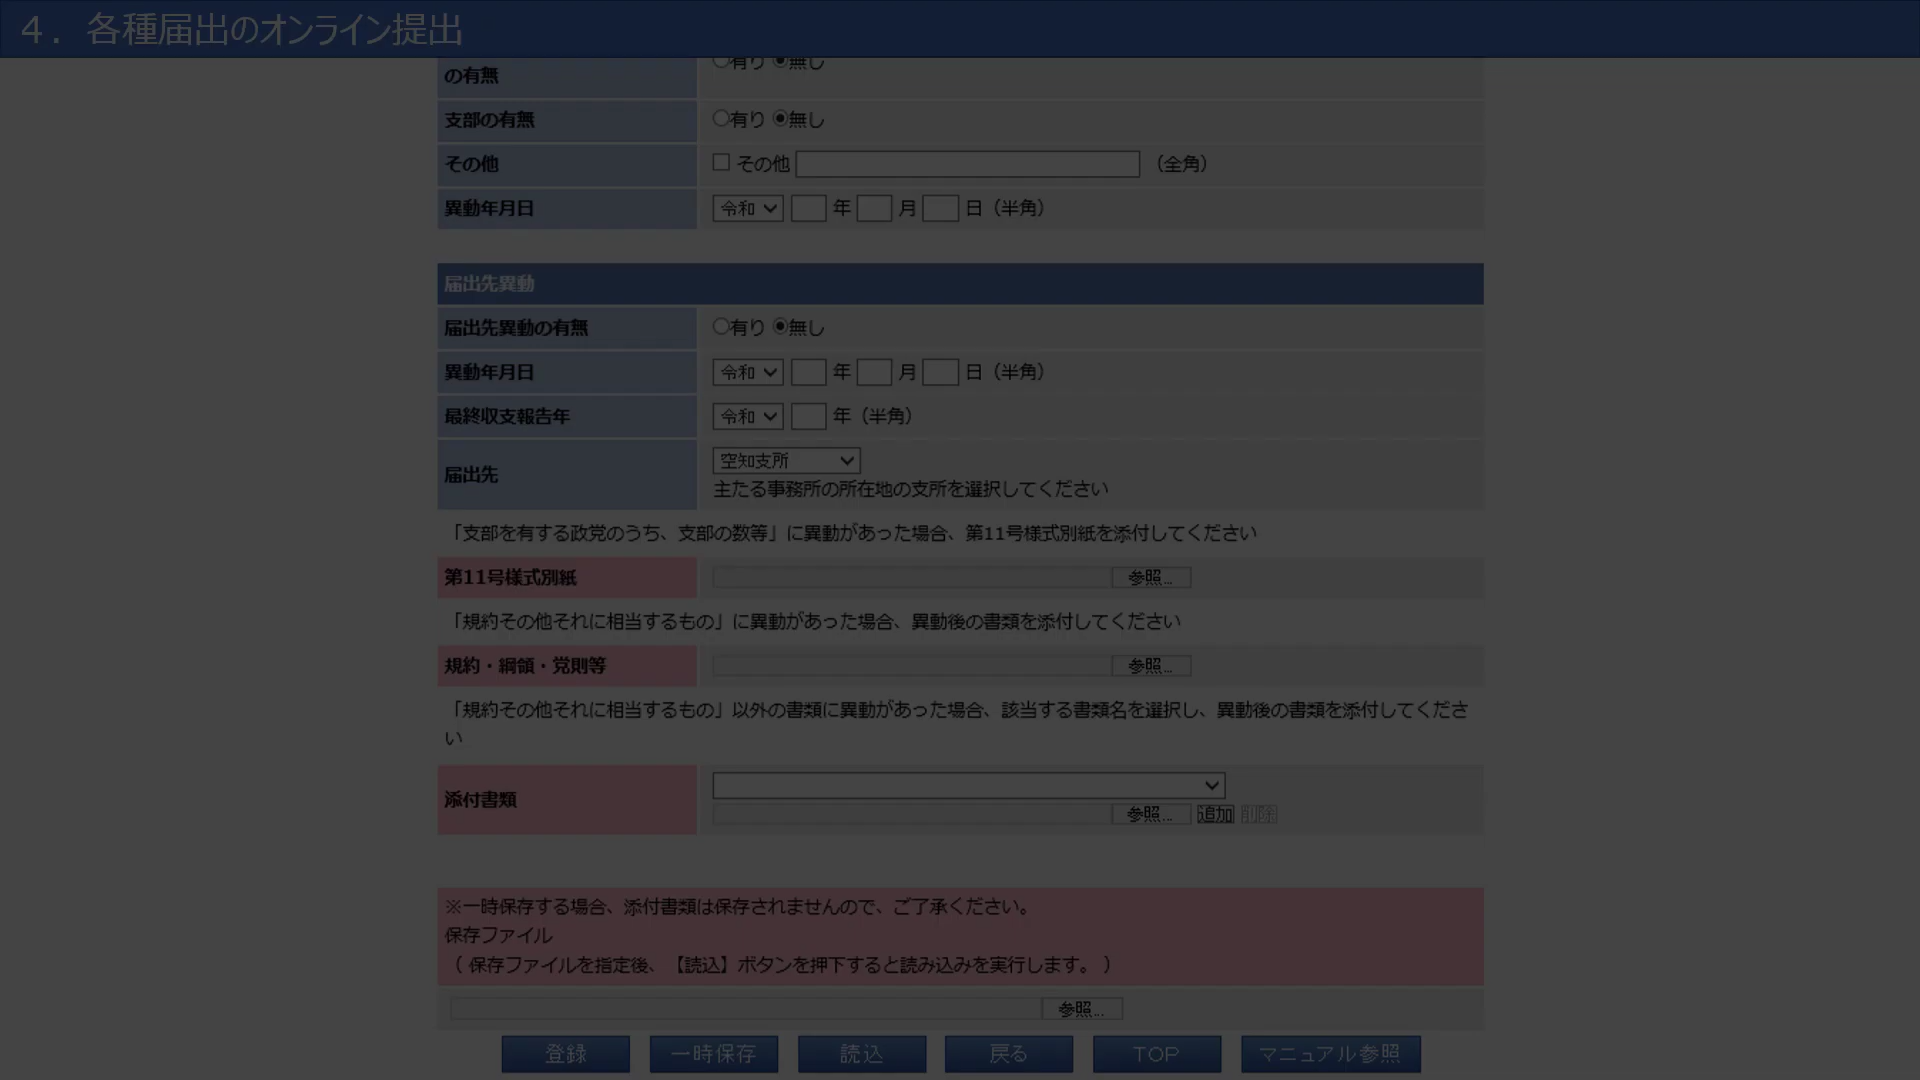 ４．各種届出のオンライン提出
の有無 有り 無し
支部の有無 有り 無し
その他 その他 （全角）
異動年月日 令和 年 月 日（半角）
届出先異動
届出先異動の有無 有り 無し
異動年月日 令和 年 月 日（半角）
最終収支報告年 令和 年（半角）
届出先 空知支所
主たる事務所の所在地の支所を選択してください
「支部を有する政党のうち、支部の数等」に異動があった場合、第11号様式別紙を添付してください
第11号様式別紙 参照...
「規約その他それに相当するもの」に異動があった場合、異動後の書類を添付してください
規約・綱領・党則等 参照...
「規約その他それに相当するもの」以外の書類に異動があった場合、該当する書類名を選択し、異動後の書類を添付してくださ
い
添付書類
参照... 追加 削除
※一時保存する場合、添付書類は保存されませんので、ご了承ください。
保存ファイル
（ 保存ファイルを指定後、【読込】ボタンを押下すると読み込みを実行します。 ）
参照...
登録 一時保存 読込 戻る TOP マニュアル参照